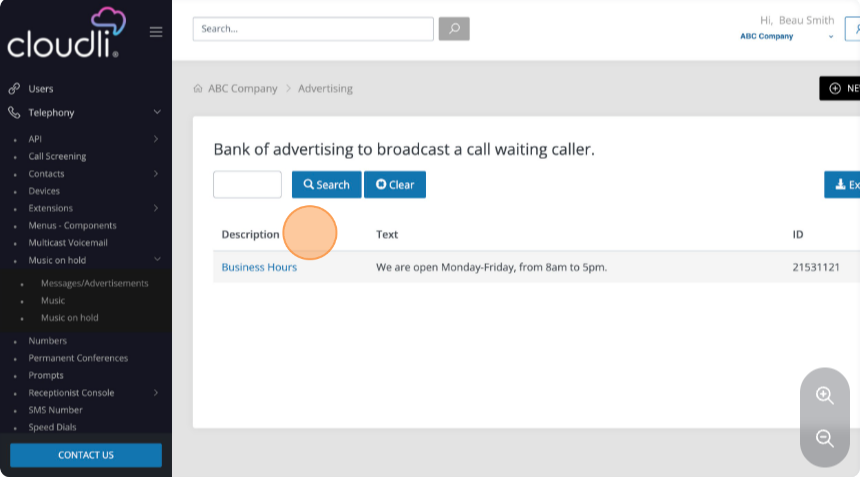 cloudli®
Search...
Hi, Beau Smith
ABC Company
Users
Telephony
API
Call Screening
Contacts
Devices
Extensions
Menus - Components
Multicast Voicemail
Music on hold
Messages/Advertisements
Music
Music on hold
Numbers
Permanent Conferences
Prompts
Receptionist Console
SMS Number
Speed Dials
CONTACT US
ABC Company > Advertising
NE
Bank of advertising to broadcast a call waiting caller.
Search Clear Ex
Description Text ID
Business Hours We are open Monday-Friday, from 8am to 5pm. 21531121